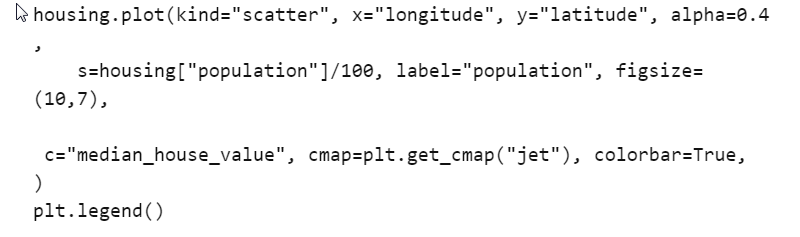 housing.plot(kind="scatter", x="longitude", y="latitude", alpha=0.4
,
    s=housing["population"]/100, label="population", figsize=
(10,7),
 c="median_house_value", cmap=plt.get_cmap("jet"), colorbar=True,
)
plt.legend()